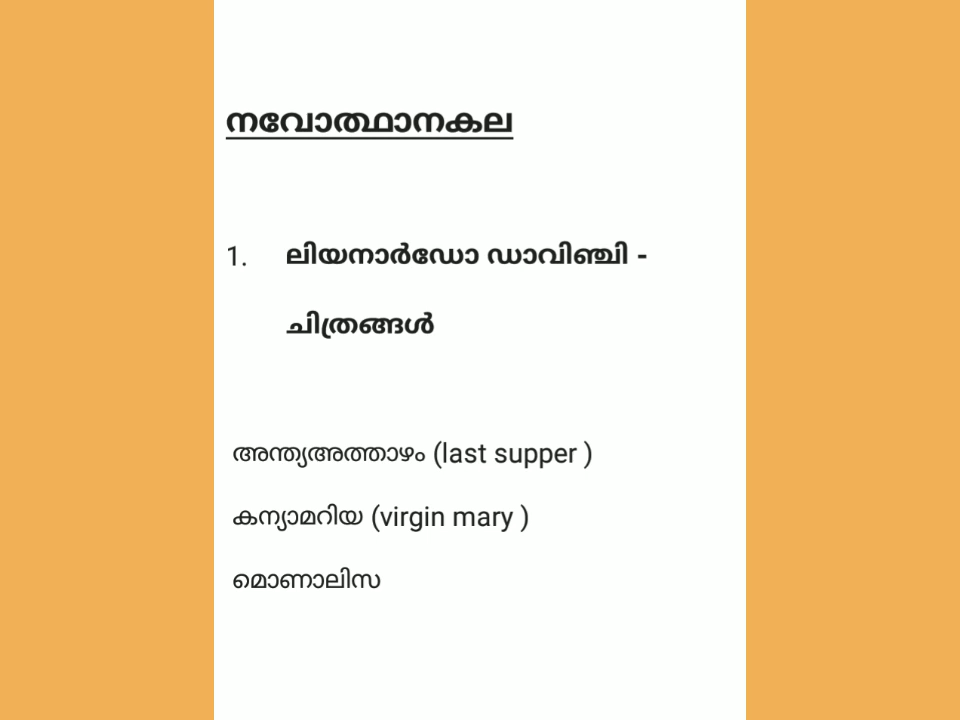 നവോത്ഥാനകല
1. ലിയനാർഡോ ഡാവിഞ്ചി -
ചിത്രങ്ങൾ
അന്ത്യഅത്താഴം (last supper )
കന്യാമറിയ (virgin mary )
മൊണാലിസ